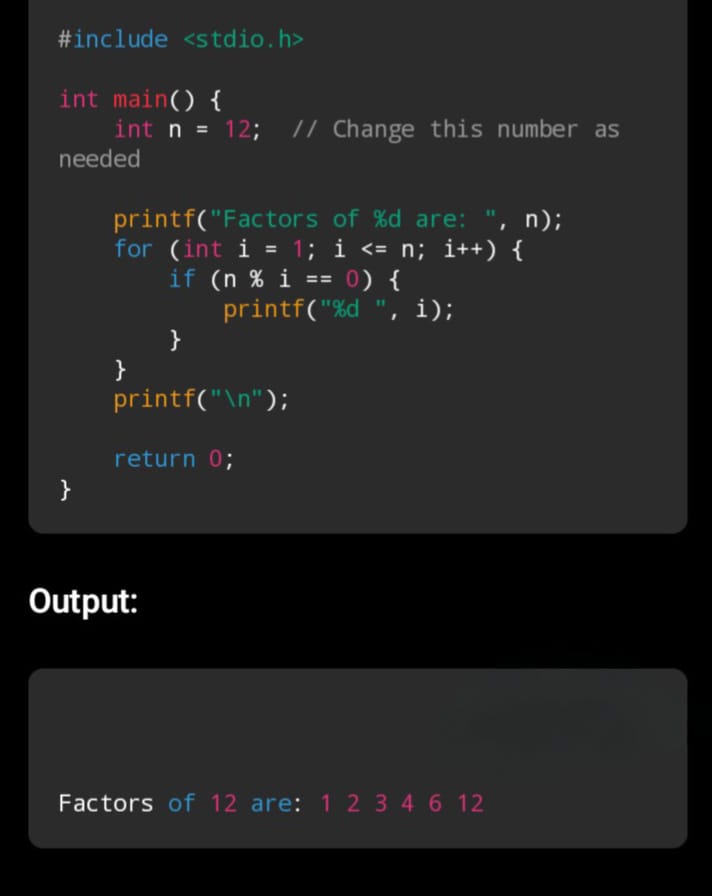 #include <stdio.h>
int main() {
    int n = 12;  // Change this number as
needed
    printf("Factors of %d are: ", n);
    for (int i = 1; i <= n; i++) {
        if (n % i == 0) {
            printf("%d ", i);
        }
    }
    printf("\n");
    return 0;
}
Output:
Factors of 12 are: 1 2 3 4 6 12